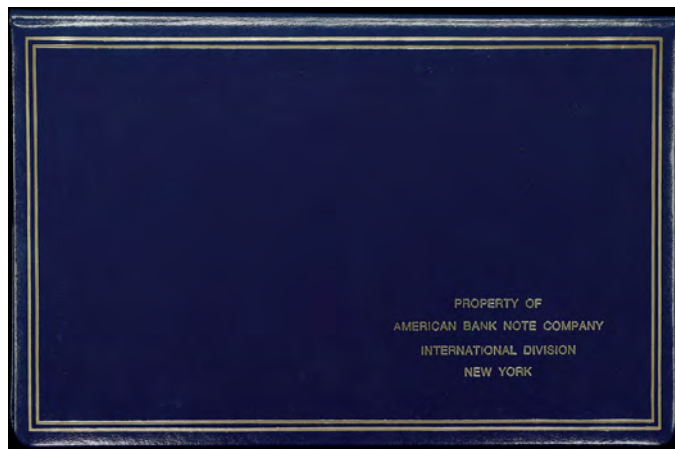 PROPERTY OF
AMERICAN BANK NOTE COMPANY
INTERNATIONAL DIVISION
NEW YORK